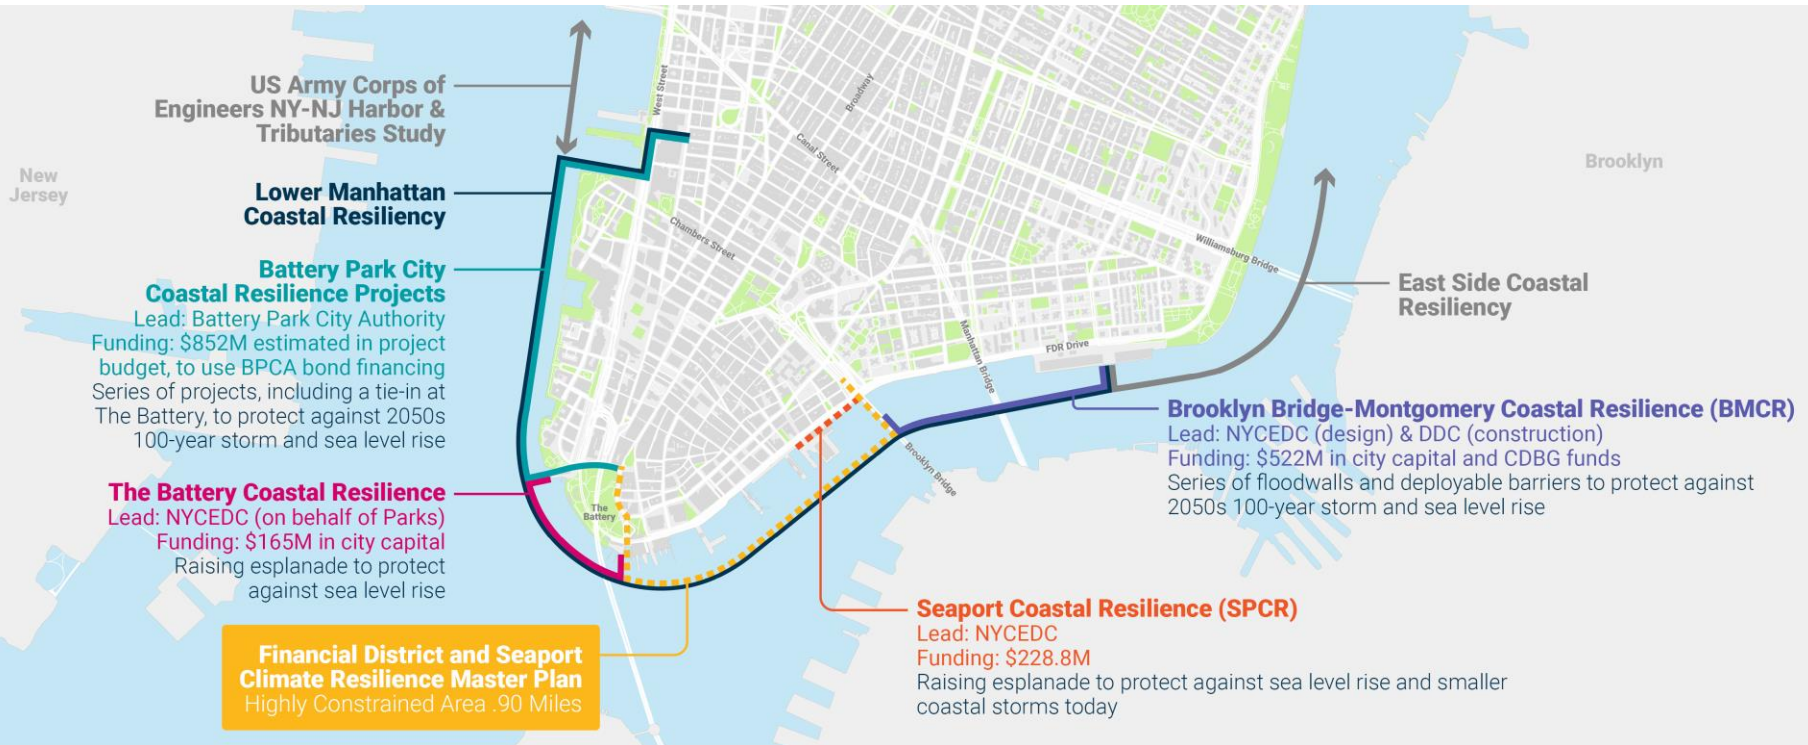 US Army Corps of
Engineers NY-NJ Harbor &
Tributaries Study
New
Jersey
Lower Manhattan
Coastal Resiliency
Battery Park City
Coastal Resilience Projects
Lead: Battery Park City Authority
Funding: $852M estimated in project
budget, to use BPCA bond financing
Series of projects, including a tie-in at
The Battery, to protect against 2050s
100-year storm and sea level rise
The Battery Coastal Resilience
Lead: NYCEDC (on behalf of Parks)
Funding: $165M in city capital
Raising esplanade to protect
against sea level rise
Financial District and Seaport
Climate Resilience Master Plan
Highly Constrained Area .90 Miles
West Street
Broadway
Canal Street
Chambers Street
Williamsburg Bridge
Manhattan Bridge
FDR Drive
Brooklyn Bridge
The
Battery
Brooklyn
East Side Coastal
Resiliency
Brooklyn Bridge-Montgomery Coastal Resilience (BMCR)
Lead: NYCEDC (design) & DDC (construction)
Funding: $522M in city capital and CDBG funds
Series of floodwalls and deployable barriers to protect against
2050s 100-year storm and sea level rise
Seaport Coastal Resilience (SPCR)
Lead: NYCEDC
Funding: $228.8M
Raising esplanade to protect against sea level rise and smaller
coastal storms today